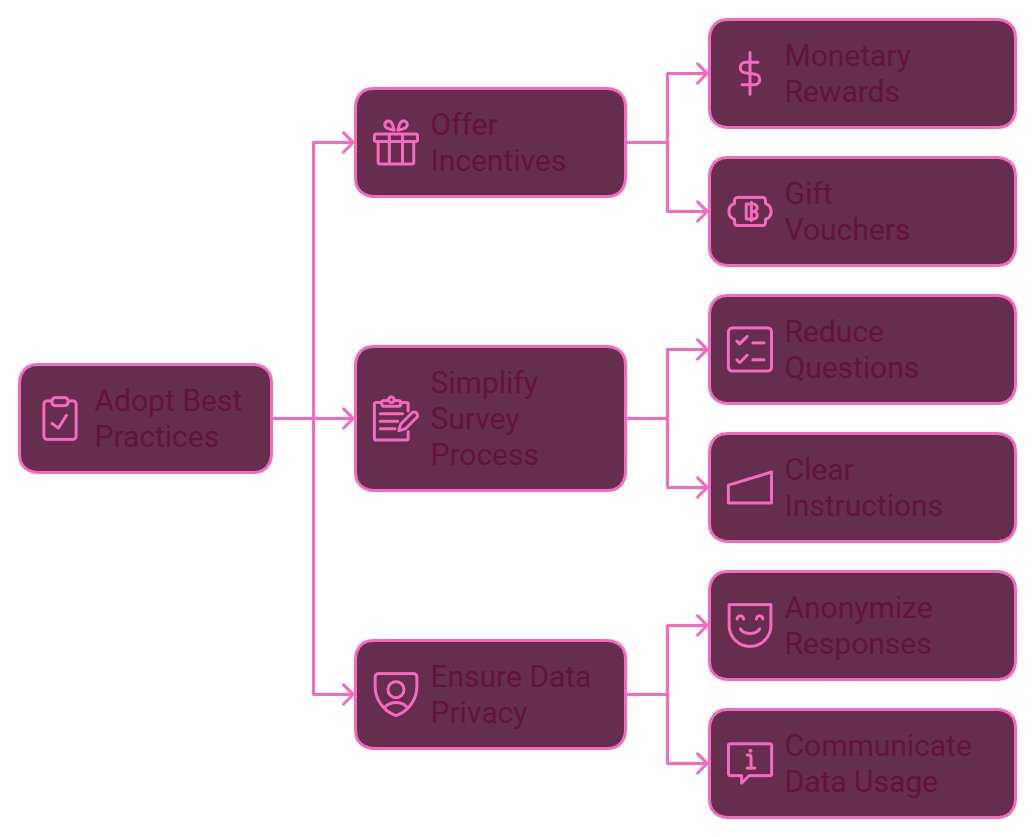 Adopt Best
Practices
Offer
Incentives
Monetary
Rewards
Gift
Vouchers
Simplify
Survey
Process
Reduce
Questions
Clear
Instructions
Ensure Data
Privacy
Anonymize
Responses
Communicate
Data Usage